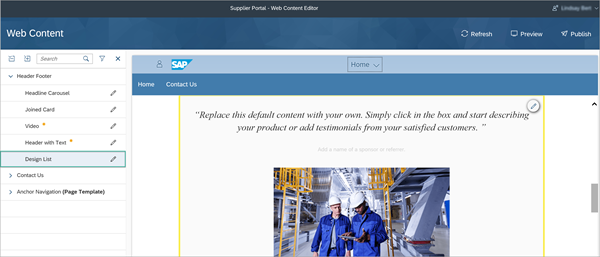 Supplier Portal - Web Content Editor
Web Content
Refresh
Preview
Publish
Search
Header Footer
Headline Carousel
Joined Card
Video
Header with Text
Design List
Contact Us
Anchor Navigation (Page Template)
SAP
Home
Home
Contact Us
"Replace this default content with your own. Simply click in the box and start describing
your product or add testimonials from your satisfied customers. "
Add a name of a sponsor or referrer.